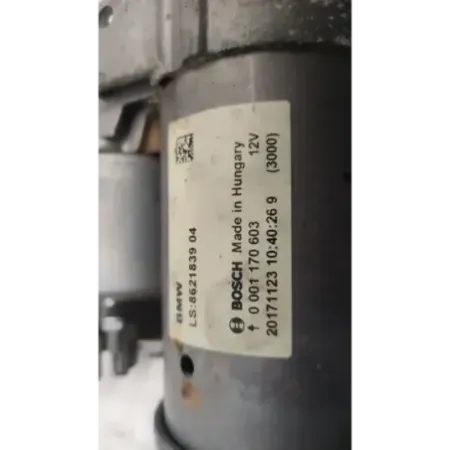 BMW
LS:8621839 04
BOSCH Made in Hungary 12V
0 001 170 603 (3000)
20171123 10:40:26 9